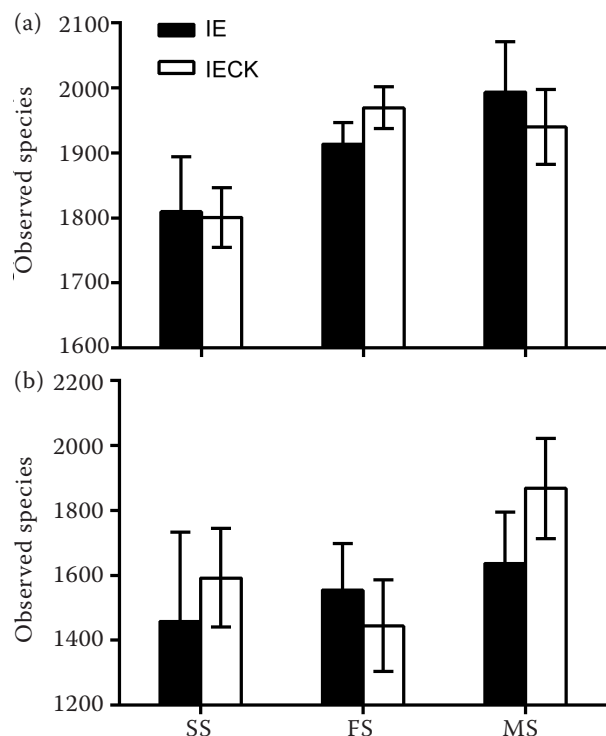 (a)
IE
IECK
Observed species
2100
2000
1900
1800
1700
1600
(b)
Observed species
2200
2000
1800
1600
1400
1200
SS FS MS